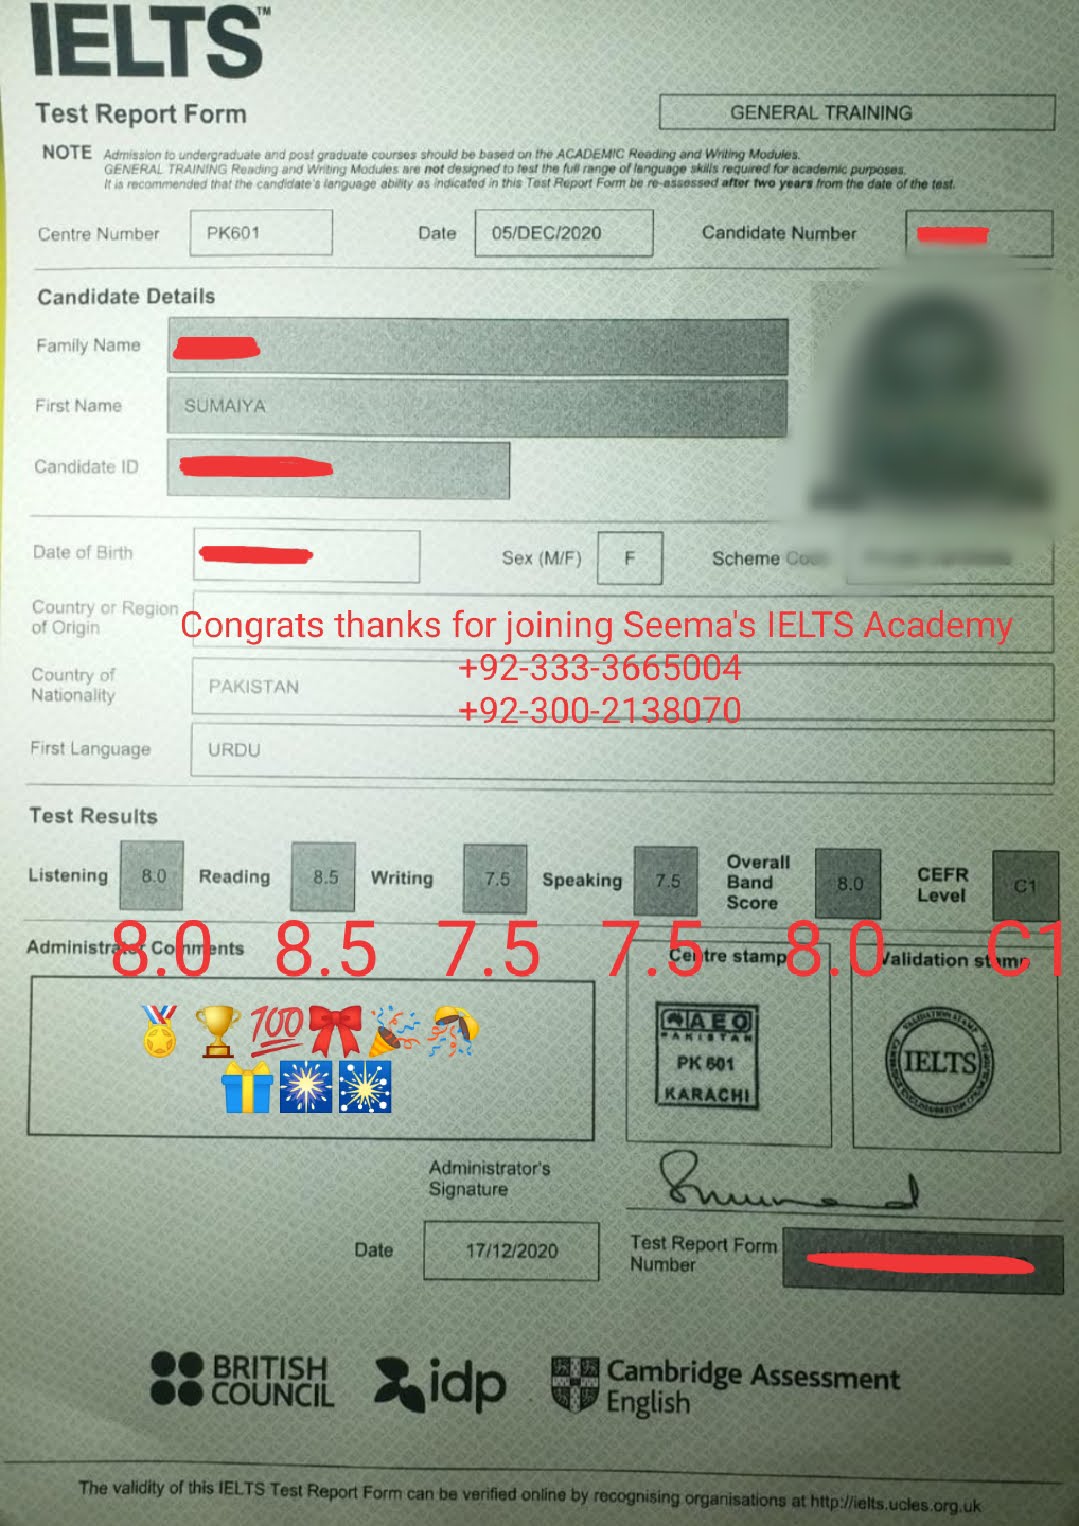 IELTS™
Test Report Form
GENERAL TRAINING
NOTE Admission to undergraduate and post graduate courses should be based on the ACADEMIC Reading and Writing Modules.
GENERAL TRAINING Reading and Writing Modules are not designed to test the full range of language skills required for academic purposes.
It is recommended that the candidate's language ability as indicated in this Test Report Form be re-assessed after two years from the date of the test.
Centre Number PK601 Date 05/DEC/2020 Candidate Number
Candidate Details
Family Name
First Name SUMAIYA
Candidate ID
Date of Birth Sex (M/F) F Scheme Code
Country or Region
of Origin
Congrats thanks for joining Seema's IELTS Academy
+92-333-3665004
+92-300-2138070
Country of
Nationality PAKISTAN
First Language URDU
Test Results
Listening 8.0 Reading 8.5 Writing 7.5 Speaking 7.5 Overall Band Score 8.0 CEFR Level C1
8.0 8.5 7.5 7.5 8.0 C1
Administrator Comments Centre stamp Validation stamp
💯
AEO
PAKISTAN
PK 601
KARACHI
VALIDATION STAMP
IELTS
Administrator's
Signature
Date 17/12/2020
Test Report Form
Number
BRITISH
COUNCIL
idp
Cambridge Assessment
English
The validity of this IELTS Test Report Form can be verified online by recognising organisations at http://ielts.ucles.org.uk